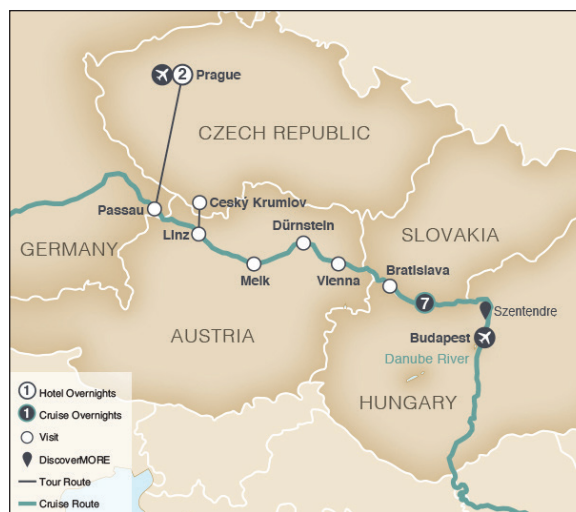 2 Prague
CZECH REPUBLIC
Český Krumlov
Passau
Linz
Dürnstein
SLOVAKIA
GERMANY
Melk
Vienna
Bratislava
7
Szentendre
AUSTRIA
Budapest
Danube River
HUNGARY
1 Hotel Overnights
1 Cruise Overnights
Visit
DiscoverMORE
Tour Route
Cruise Route